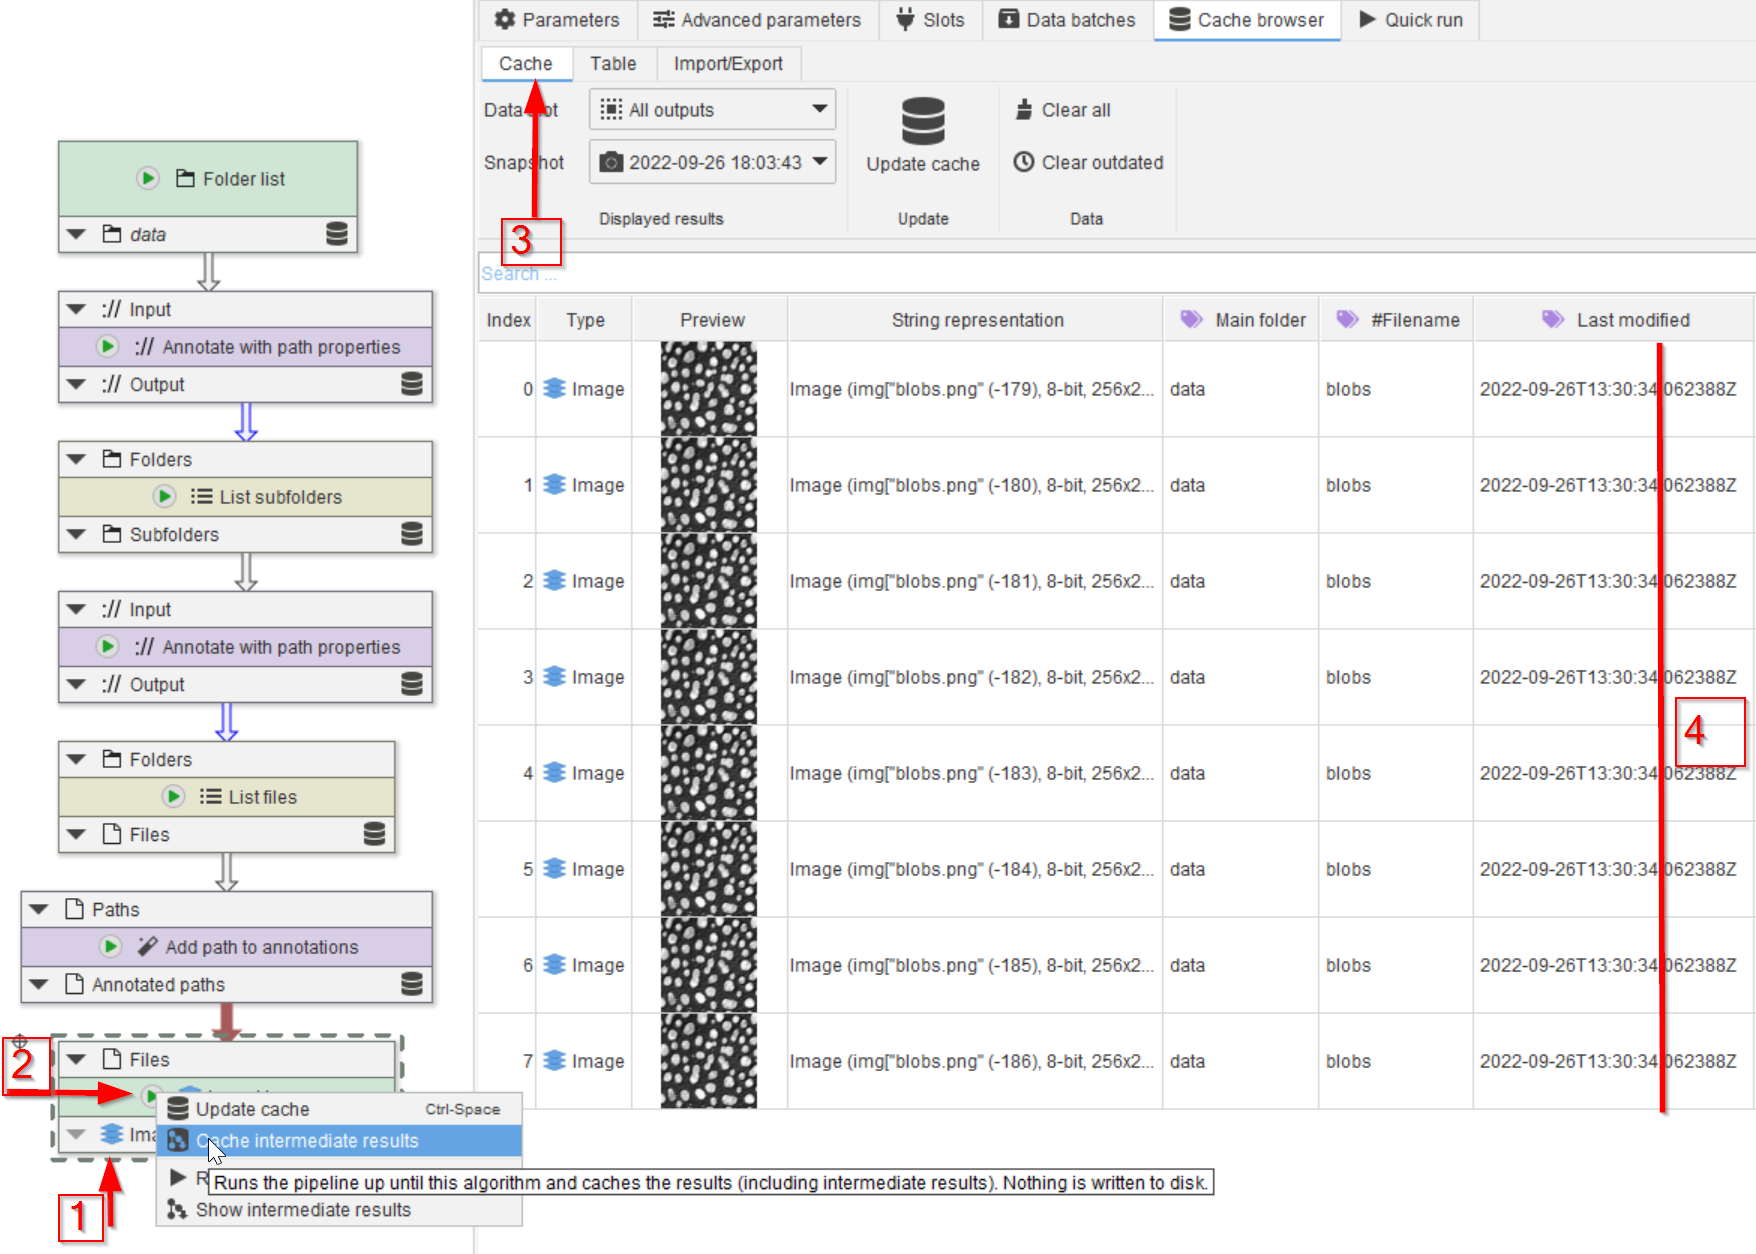 Parameters Advanced parameters Slots Data batches Cache browser Quick run
Cache Table Import/Export
Data slot All outputs Clear all
Snapshot 2022-09-26 18:03:43 Update cache Clear outdated
Displayed results Update Data
3
Search ...
Index Type Preview String representation Main folder #Filename Last modified
0 Image Image (img["blobs.png" (-179), 8-bit, 256x2... data blobs 2022-09-26T13:30:34.062388Z
1 Image Image (img["blobs.png" (-180), 8-bit, 256x2... data blobs 2022-09-26T13:30:34.062388Z
2 Image Image (img["blobs.png" (-181), 8-bit, 256x2... data blobs 2022-09-26T13:30:34.062388Z
3 Image Image (img["blobs.png" (-182), 8-bit, 256x2... data blobs 2022-09-26T13:30:34.062388Z
4
4 Image Image (img["blobs.png" (-183), 8-bit, 256x2... data blobs 2022-09-26T13:30:34.062388Z
5 Image Image (img["blobs.png" (-184), 8-bit, 256x2... data blobs 2022-09-26T13:30:34.062388Z
6 Image Image (img["blobs.png" (-185), 8-bit, 256x2... data blobs 2022-09-26T13:30:34.062388Z
7 Image Image (img["blobs.png" (-186), 8-bit, 256x2... data blobs 2022-09-26T13:30:34.062388Z
Folder list
data
:// Input
:// Annotate with path properties
:// Output
Folders
List subfolders
Subfolders
:// Input
:// Annotate with path properties
:// Output
Folders
List files
Files
Paths
Add path to annotations
Annotated paths
2
Files
Ima
1
Update cache Ctrl-Space
Cache intermediate results
R
Runs the pipeline up until this algorithm and caches the results (including intermediate results). Nothing is written to disk.
Show intermediate results